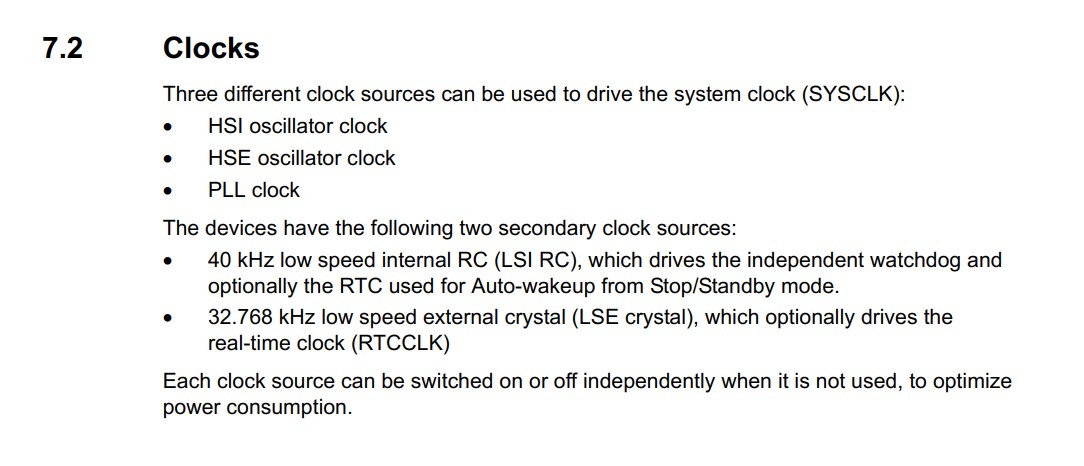 7.2 Clocks
Three different clock sources can be used to drive the system clock (SYSCLK):
• HSI oscillator clock
• HSE oscillator clock
• PLL clock
The devices have the following two secondary clock sources:
• 40 kHz low speed internal RC (LSI RC), which drives the independent watchdog and
optionally the RTC used for Auto-wakeup from Stop/Standby mode.
• 32.768 kHz low speed external crystal (LSE crystal), which optionally drives the
real-time clock (RTCCLK)
Each clock source can be switched on or off independently when it is not used, to optimize
power consumption.